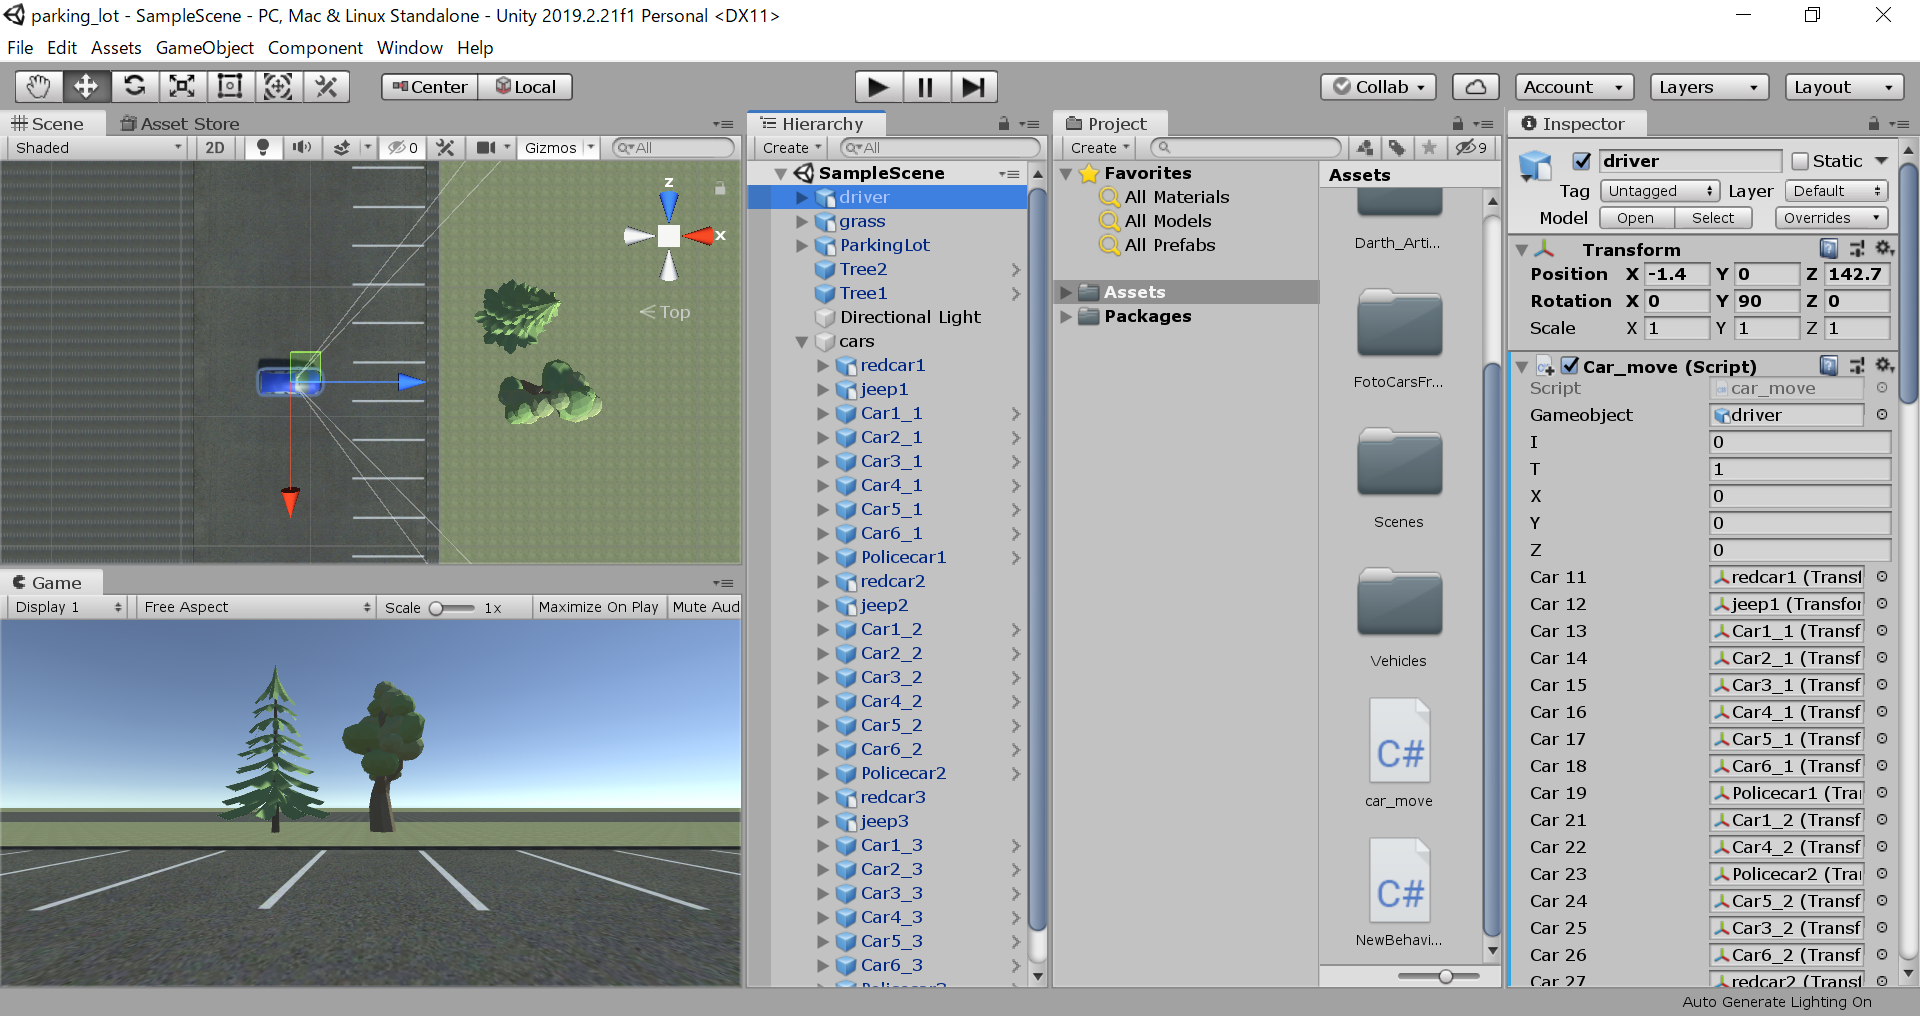 parking_lot - SampleScene - PC, Mac & Linux Standalone - Unity 2019.2.21f1 Personal <DX11>
File Edit Assets GameObject Component Window Help
Center Local Collab Account Layers Layout
Scene Asset Store
Shaded 2D 0 Gizmos All
z
x
Top
Game
Display 1 Free Aspect Scale 1x Maximize On Play Mute Aud
Hierarchy
Create All
SampleScene
driver
grass
ParkingLot
Tree2
Tree1
Directional Light
cars
redcar1
jeep1
Car1_1
Car2_1
Car3_1
Car4_1
Car5_1
Car6_1
Policecar1
redcar2
jeep2
Car1_2
Car2_2
Car3_2
Car4_2
Car5_2
Car6_2
Policecar2
redcar3
jeep3
Car1_3
Car2_3
Car3_3
Car4_3
Car5_3
Car6_3
Project
Create 9
Favorites
All Materials
All Models
All Prefabs
Assets
Packages
Assets
Darth_Arti...
FotoCarsFr...
Scenes
Vehicles
C#
car_move
C#
NewBehavi...
Inspector
driver Static
Tag Untagged Layer Default
Model Open Select Overrides
Transform
Position X -1.4 Y 0 Z 142.7
Rotation X 0 Y 90 Z 0
Scale X 1 Y 1 Z 1
Car_move (Script)
Script car_move
Gameobject driver
I 0
T 1
X 0
Y 0
Z 0
Car 11 redcar1 (Transf
Car 12 jeep1 (Transfor
Car 13 Car1_1 (Transf
Car 14 Car2_1 (Transf
Car 15 Car3_1 (Transf
Car 16 Car4_1 (Transf
Car 17 Car5_1 (Transf
Car 18 Car6_1 (Transf
Car 19 Policecar1 (Tra
Car 21 Car1_2 (Transf
Car 22 Car4_2 (Transf
Car 23 Policecar2 (Tra
Car 24 Car5_2 (Transf
Car 25 Car3_2 (Transf
Car 26 Car6_2 (Transf
Car 27 redcar2 (Transf
Auto Generate Lighting On